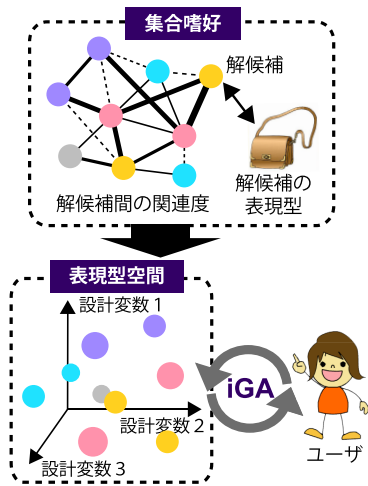 集合嗜好
解候補
解候補の
表現型
解候補間の関連度
表現型空間
設計変数１
設計変数２
設計変数３
iGA
ユーザ